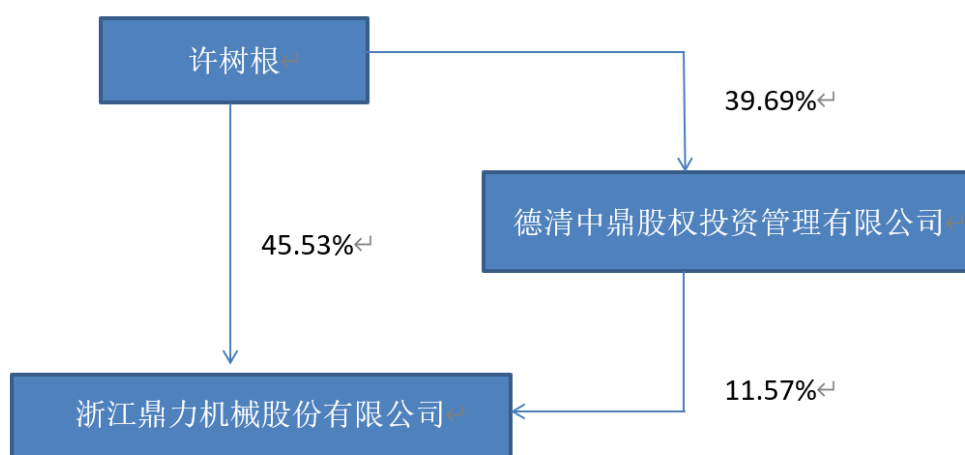 许树根
39.69%
德清中鼎股权投资管理有限公司
45.53%
11.57%
浙江鼎力机械股份有限公司